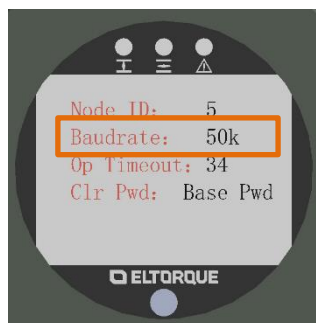 Node ID: 5
Baudrate: 50k
Op Timeout: 34
Clr Pwd: Base Pwd
ELTORQUE